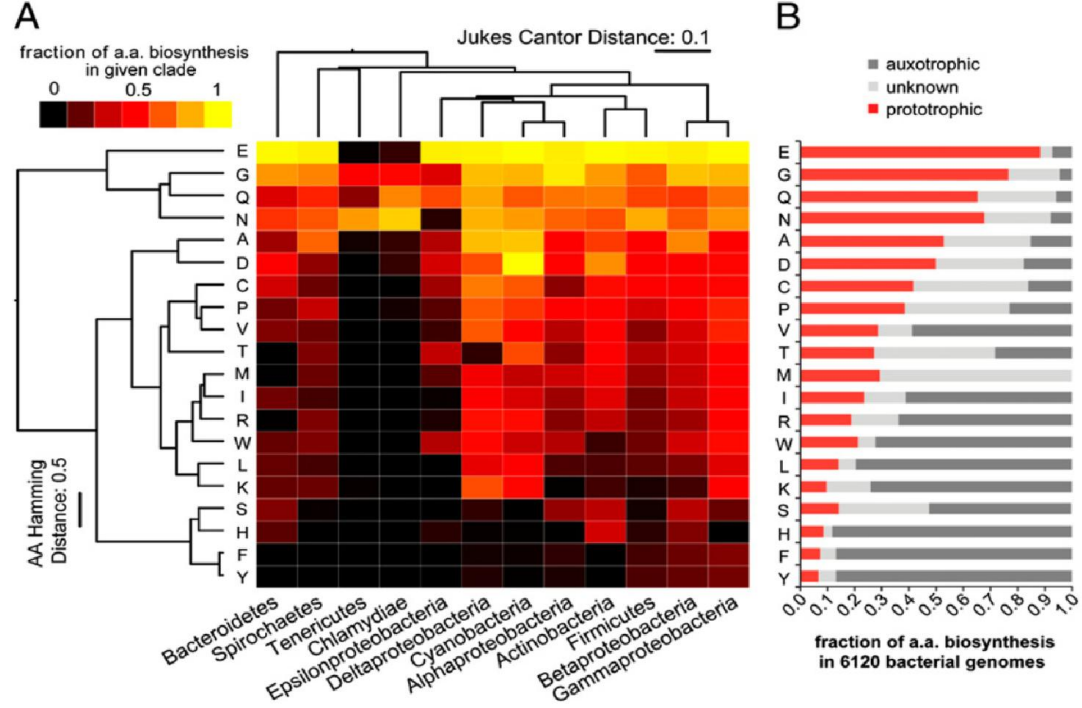 A
fraction of a.a. biosynthesis
in given clade
0 0.5 1
Jukes Cantor Distance: 0.1
E
G
Q
N
A
D
C
P
V
T
M
I
R
W
L
K
S
H
F
Y
AA Hamming
Distance: 0.5
Bacteroidetes
Spirochaetes
Tenericutes
Chlamydiae
Epsilonproteobacteria
Deltaproteobacteria
Cyanobacteria
Alphaproteobacteria
Actinobacteria
Firmicutes
Betaproteobacteria
Gammaproteobacteria
B
auxotrophic
unknown
prototrophic
E
G
Q
N
A
D
C
P
V
T
M
I
R
W
L
K
S
H
F
Y
0.0 0.1 0.2 0.3 0.4 0.5 0.6 0.7 0.8 0.9 1.0
fraction of a.a. biosynthesis
in 6120 bacterial genomes